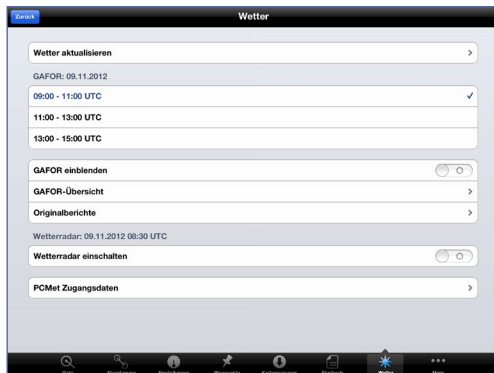 Zurück
Wetter
Wetter aktualisieren
GAFOR: 09.11.2012
09:00 - 11:00 UTC
11:00 - 13:00 UTC
13:00 - 15:00 UTC
GAFOR einblenden
GAFOR-Übersicht
Originalberichte
Wetterradar: 09.11.2012 08:30 UTC
Wetterradar einschalten
PCMet Zugangsdaten
Wetter